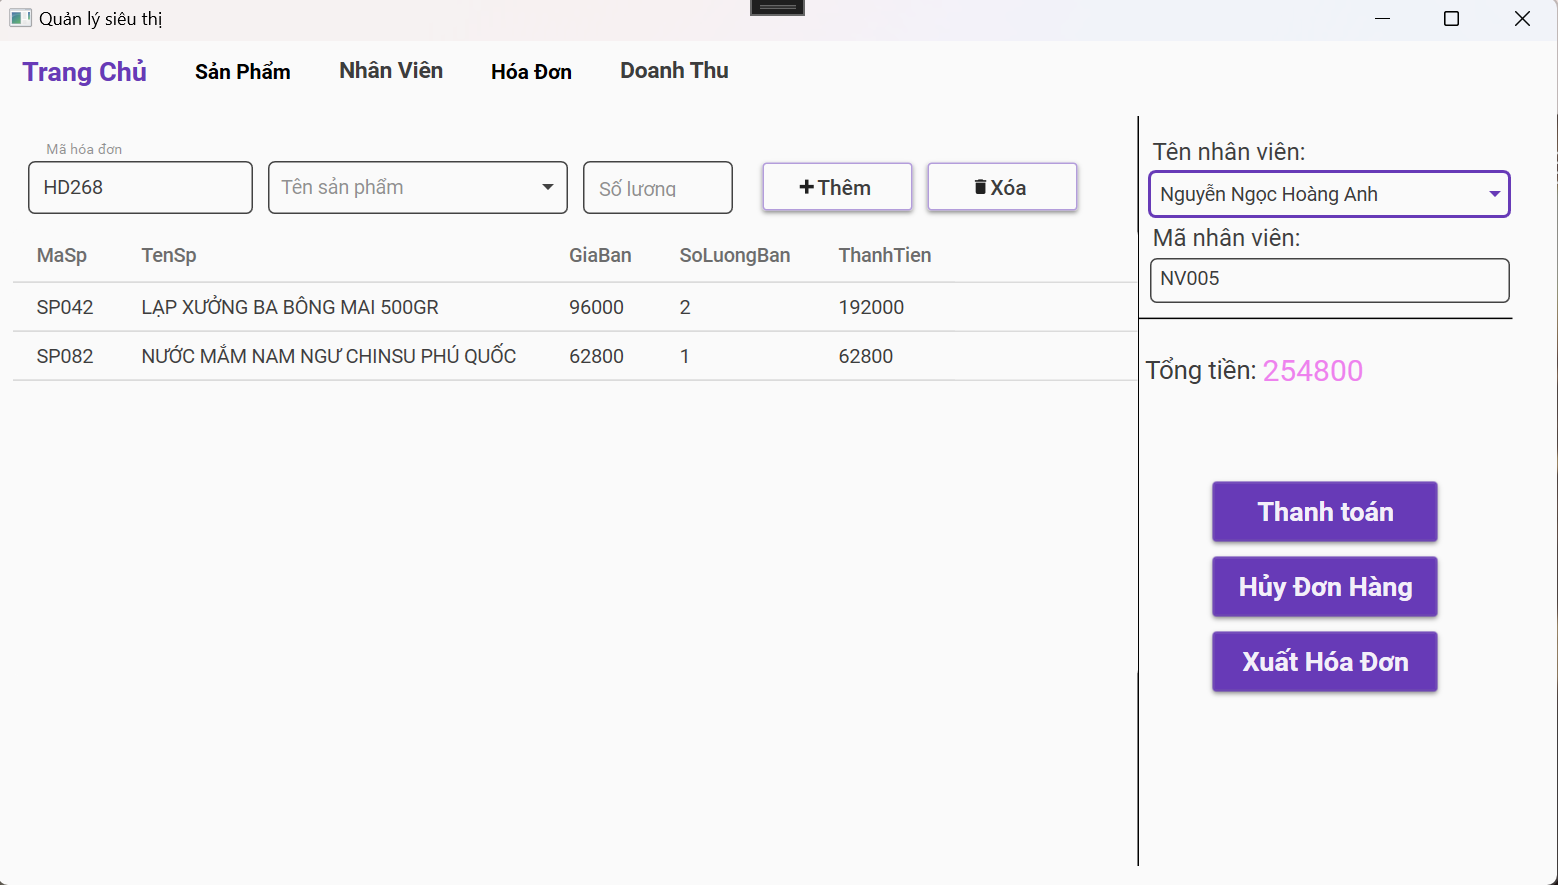 Quản lý siêu thị
Trang Chủ Sản Phẩm Nhân Viên Hóa Đơn Doanh Thu
Mã hóa đơn
HD268 Tên sản phẩm Số lượng Thêm Xóa
MaSp TenSp GiaBan SoLuongBan ThanhTien
SP042 LẠP XƯỞNG BA BÔNG MAI 500GR 96000 2 192000
SP082 NƯỚC MẮM NAM NGƯ CHINSU PHÚ QUỐC 62800 1 62800
Tên nhân viên:
Nguyễn Ngọc Hoàng Anh
Mã nhân viên:
NV005
Tổng tiền: 254800
Thanh toán
Hủy Đơn Hàng
Xuất Hóa Đơn